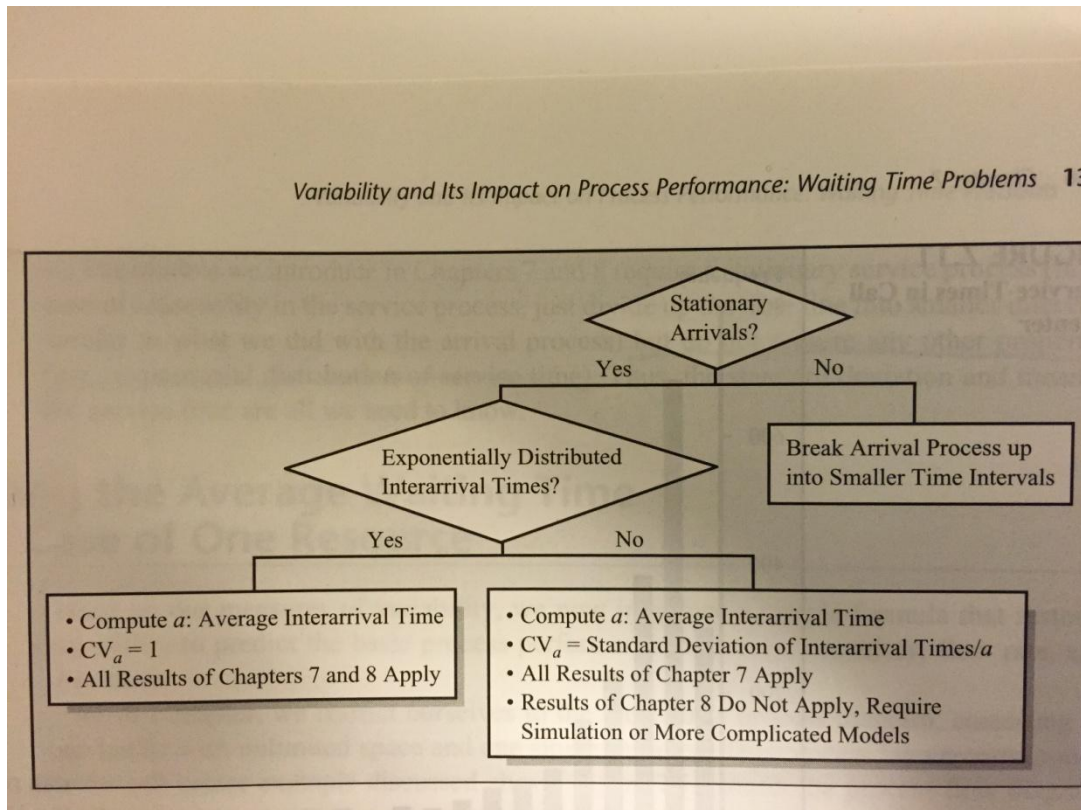 Variability and Its Impact on Process Performance: Waiting Time Problems
Stationary
Arrivals?
Yes
No
Exponentially Distributed
Interarrival Times?
Break Arrival Process up
into Smaller Time Intervals
Yes
No
• Compute a: Average Interarrival Time
• CVₐ = 1
• All Results of Chapters 7 and 8 Apply
• Compute a: Average Interarrival Time
• CVₐ = Standard Deviation of Interarrival Times/a
• All Results of Chapter 7 Apply
• Results of Chapter 8 Do Not Apply, Require
Simulation or More Complicated Models